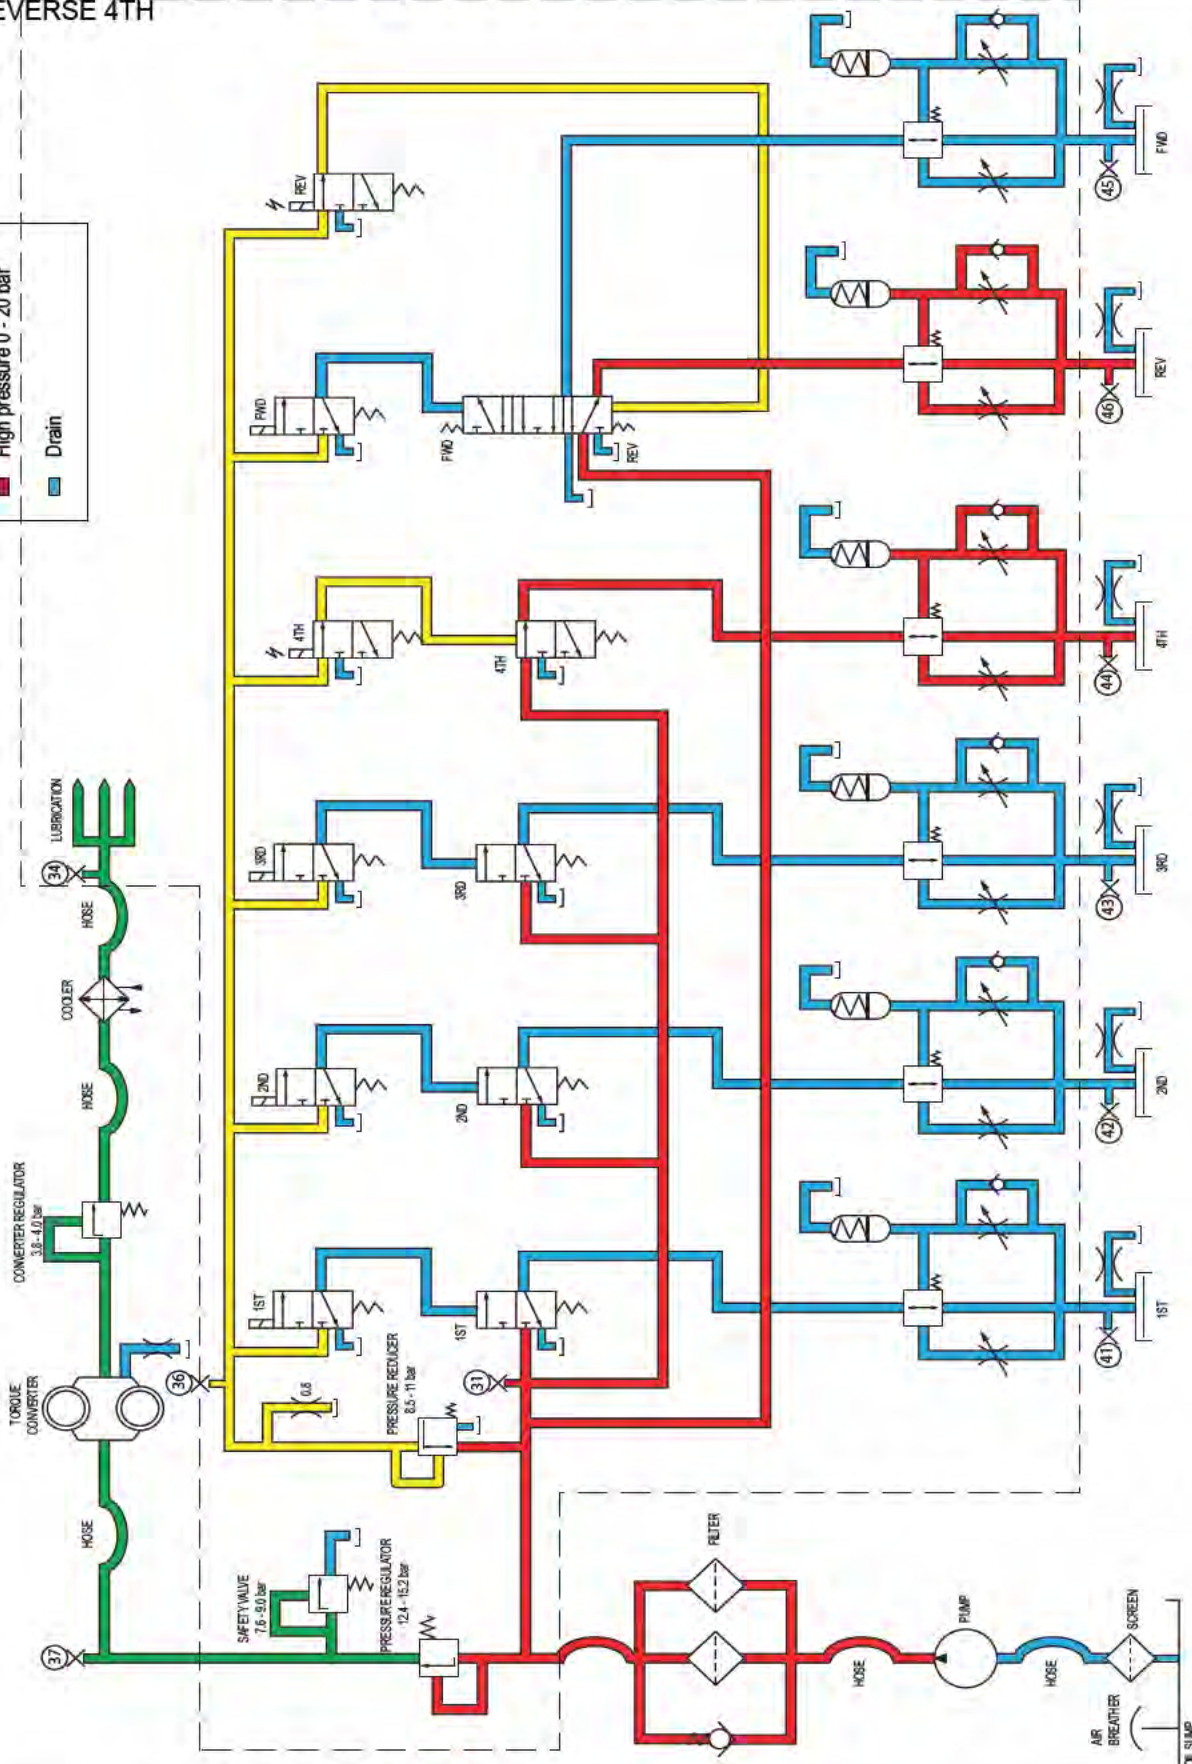 EVERSE 4TH
High pressure 0 - 20 bar
Drain
REV
FWD
4TH
3RD
2ND
1ST
FWD
REV
4TH
3RD
2ND
1ST
LUBRICATION
34
HOSE
COOLER
HOSE
CONVERTER REGULATOR
3.8 - 4.0 bar
TORQUE
CONVERTER
HOSE
37
36
0.8
PRESSURE REDUCER
8.5 - 11 bar
31
SAFETY VALVE
7.6 - 9.0 bar
PRESSURE REGULATOR
12.4 - 15.2 bar
FILTER
HOSE
PUMP
HOSE
SCREEN
AIR
BREATHER
SUMP
41
1ST
42
2ND
43
3RD
44
4TH
46
REV
45
FWD